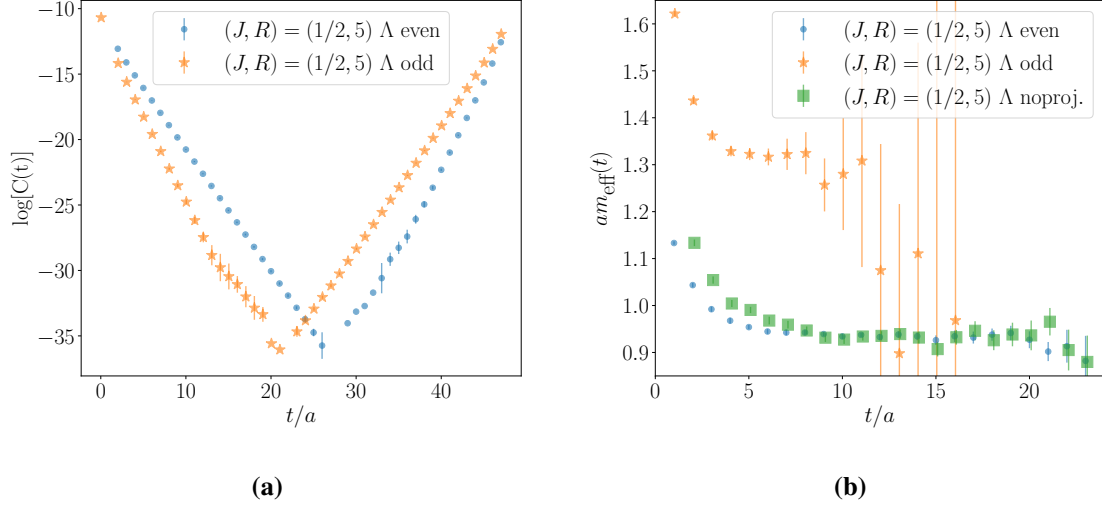 −10
−15
−20
−25
−30
−35
log[C(t)]
0
10
20
30
40
t/a
(J, R) = (1/2, 5) Λ even
(J, R) = (1/2, 5) Λ odd
(a)
1.6
1.5
1.4
1.3
1.2
1.1
1.0
0.9
am_eff(t)
0
5
10
15
20
t/a
(J, R) = (1/2, 5) Λ even
(J, R) = (1/2, 5) Λ odd
(J, R) = (1/2, 5) Λ noproj.
(b)